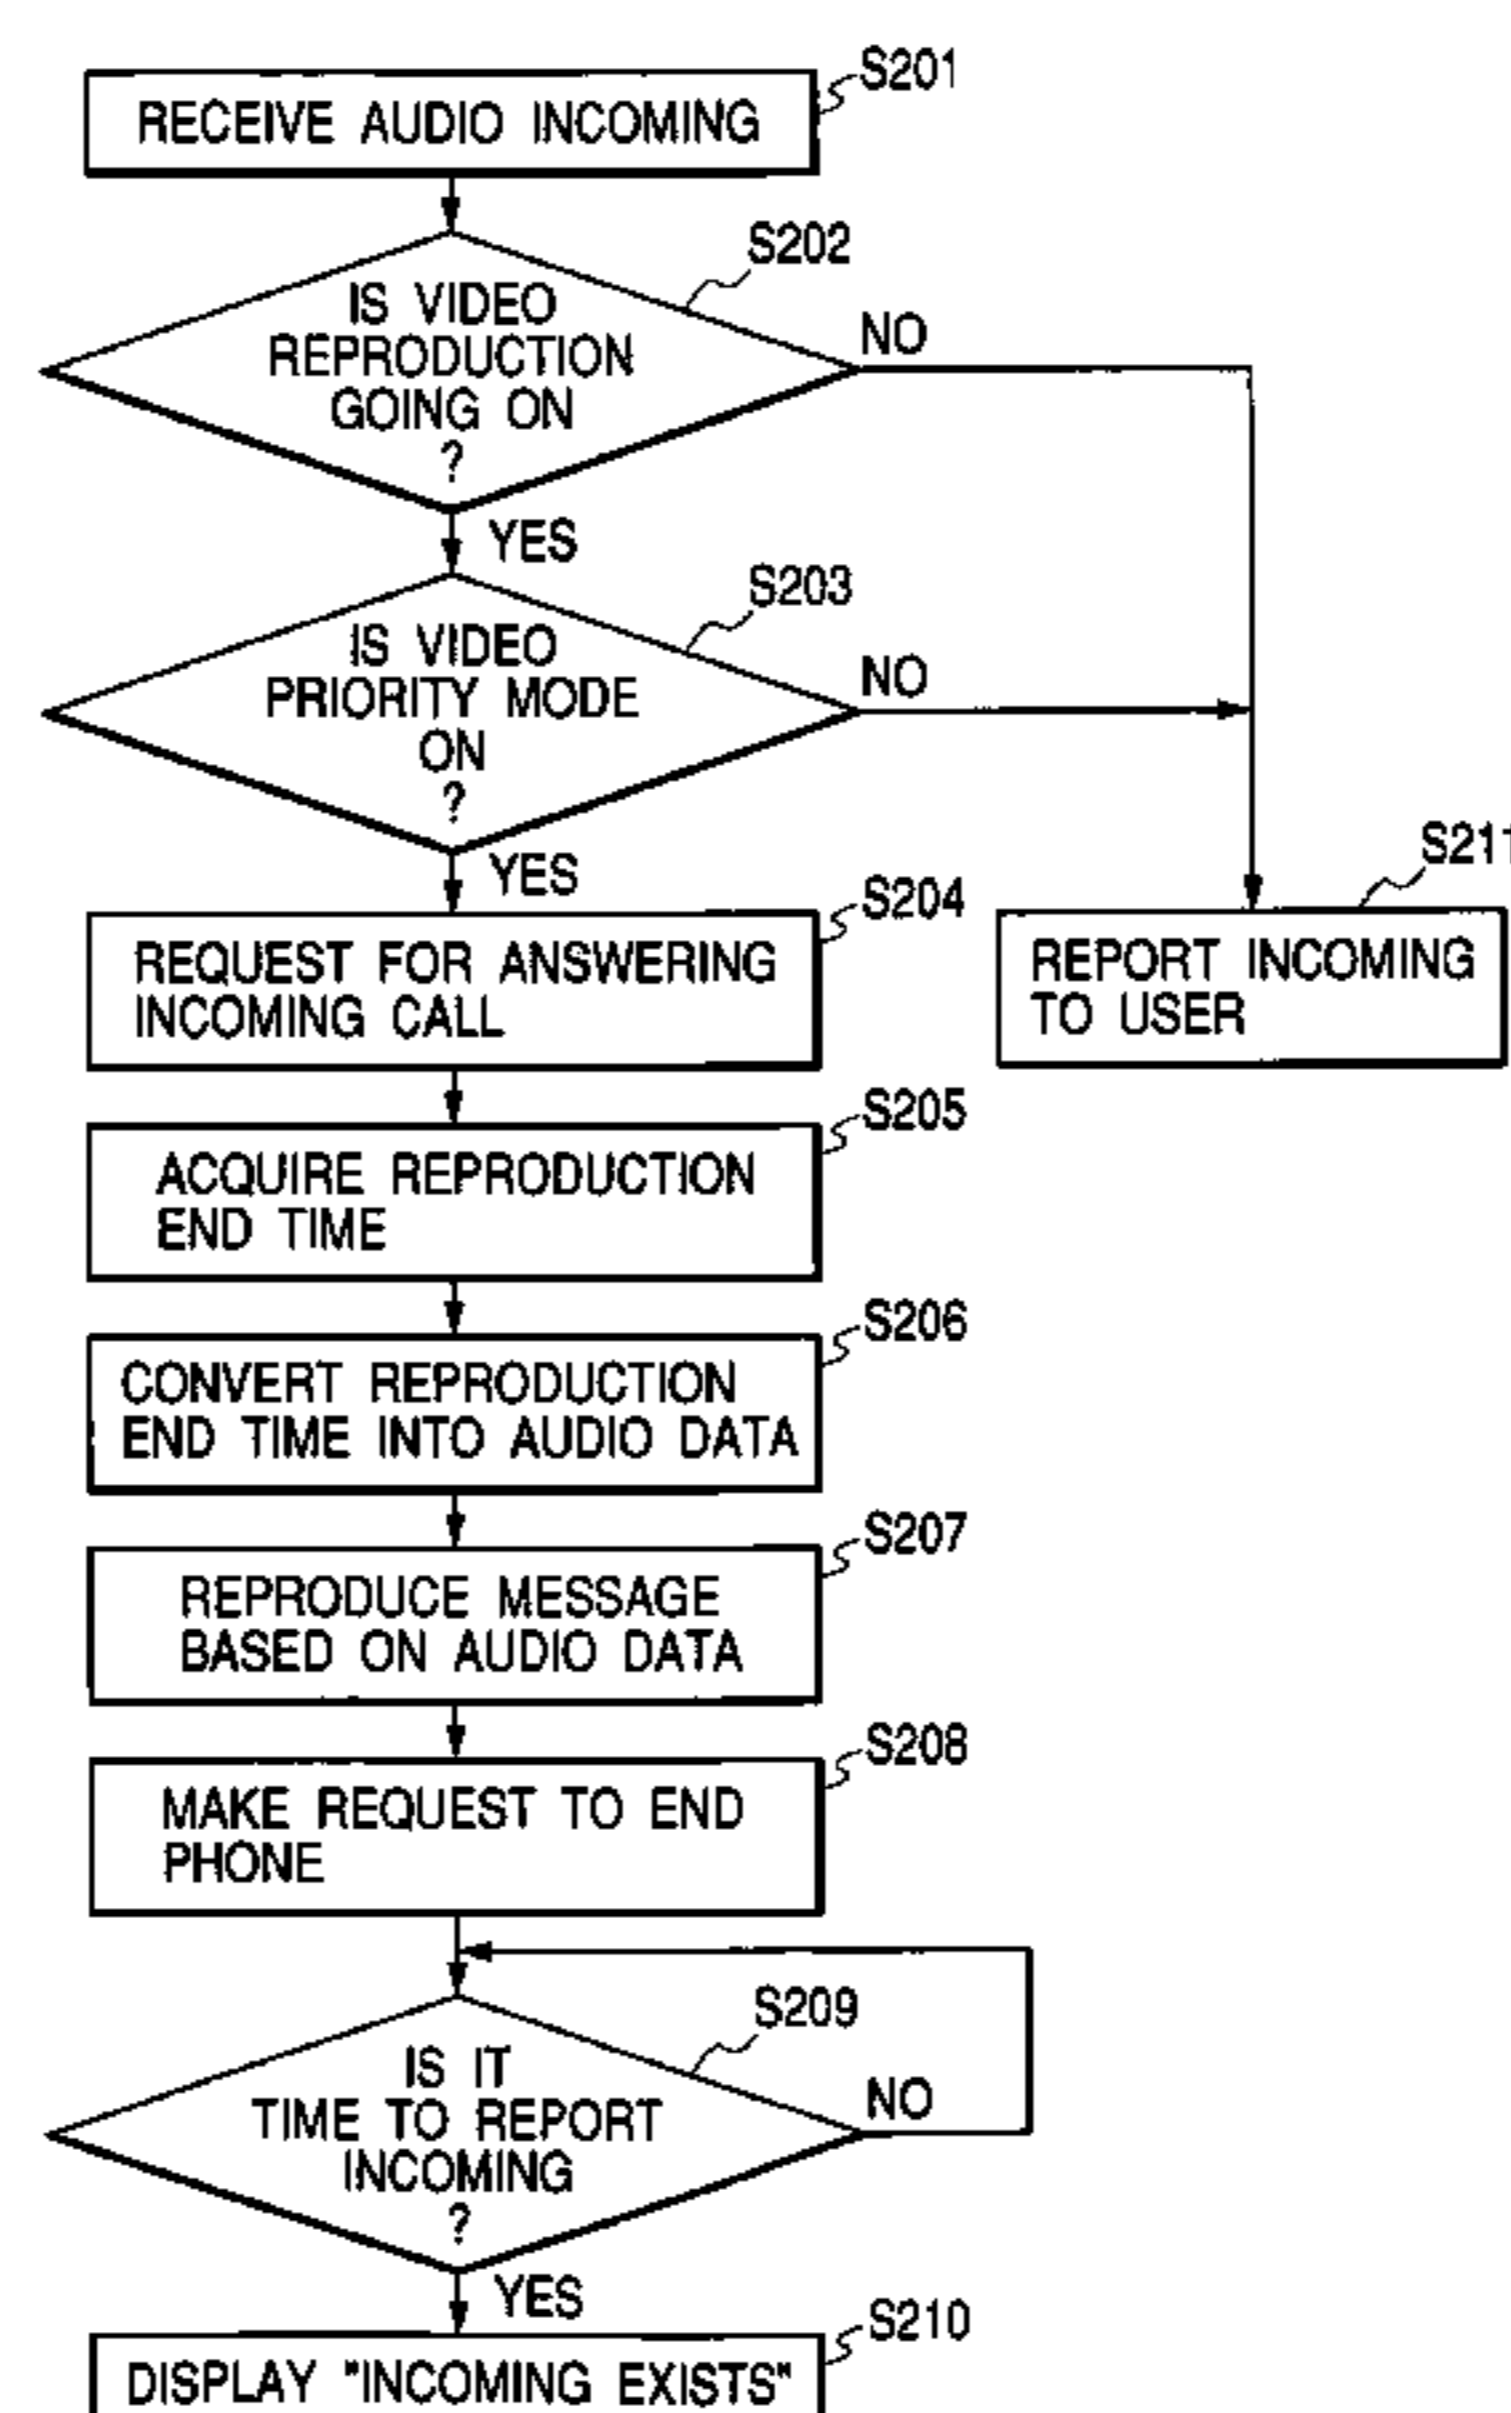 S201
RECEIVE AUDIO INCOMING
S202
IS VIDEO
REPRODUCTION
GOING ON
?
NO
YES
S203
IS VIDEO
PRIORITY MODE
ON
?
NO
YES
S204
REQUEST FOR ANSWERING
INCOMING CALL
S211
REPORT INCOMING
TO USER
S205
ACQUIRE REPRODUCTION
END TIME
S206
CONVERT REPRODUCTION
END TIME INTO AUDIO DATA
S207
REPRODUCE MESSAGE
BASED ON AUDIO DATA
S208
MAKE REQUEST TO END
PHONE
S209
IS IT
TIME TO REPORT
INCOMING
?
NO
YES
S210
DISPLAY "INCOMING EXISTS"